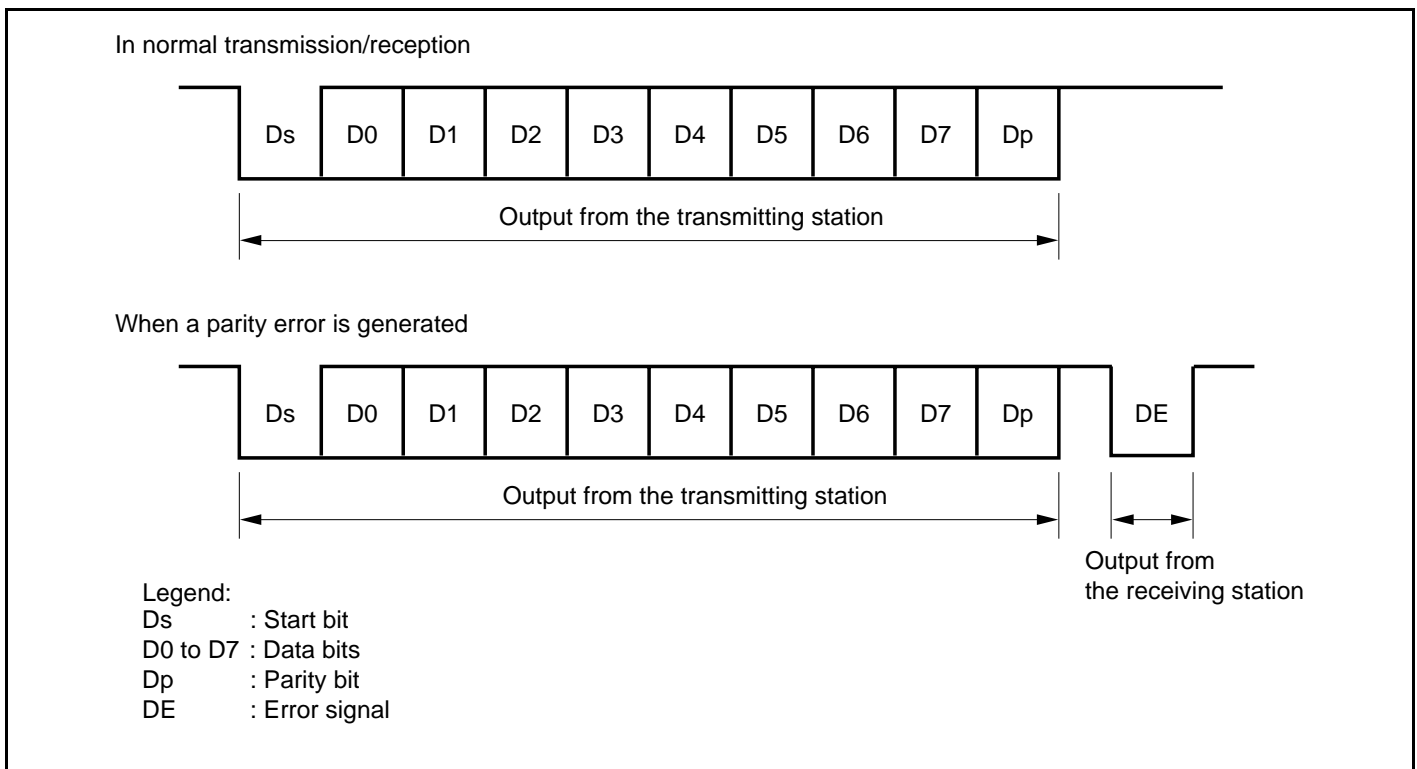 In normal transmission/reception
Ds D0 D1 D2 D3 D4 D5 D6 D7 Dp
Output from the transmitting station
When a parity error is generated
Ds D0 D1 D2 D3 D4 D5 D6 D7 Dp DE
Output from the transmitting station
Output from
the receiving station
Legend:
Ds : Start bit
D0 to D7 : Data bits
Dp : Parity bit
DE : Error signal